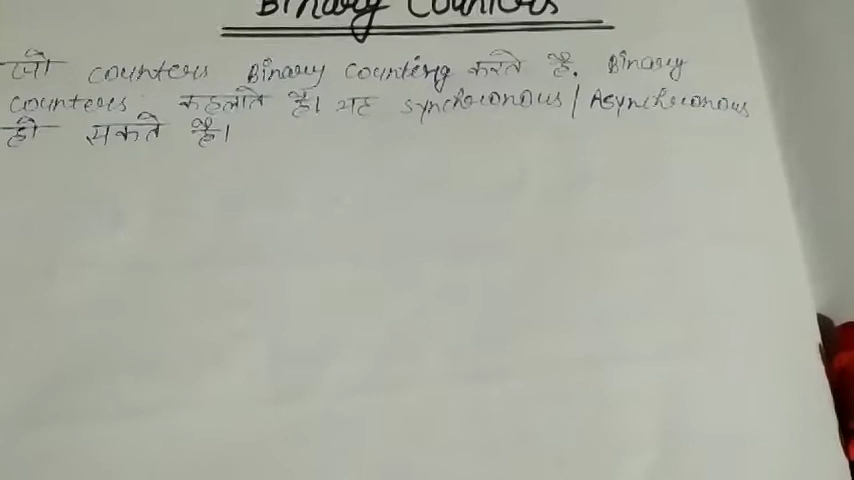 Binary Counters
जो counters Binary counting करते है. Binary
counters कहलाते है। यह synchronous / Asynchronous
हो सकते है।